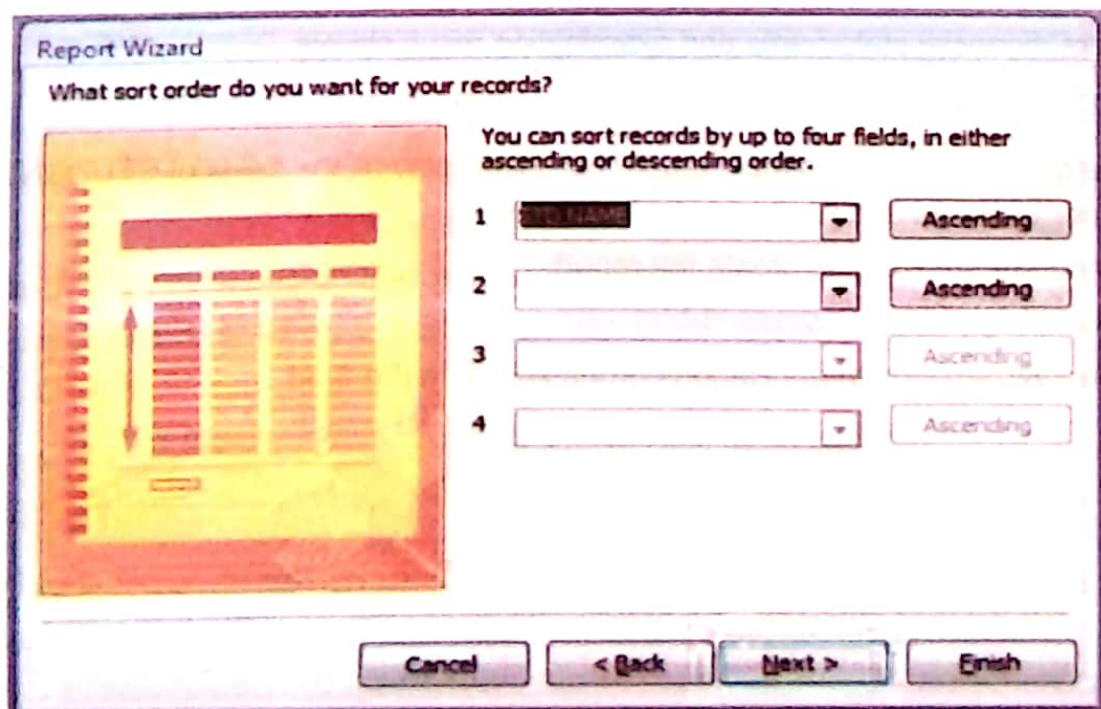 Report Wizard
What sort order do you want for your records?
You can sort records by up to four fields, in either
ascending or descending order.
1 NAME Ascending
2 Ascending
3 Ascending
4 Ascending
Cancel < Back Next > Finish